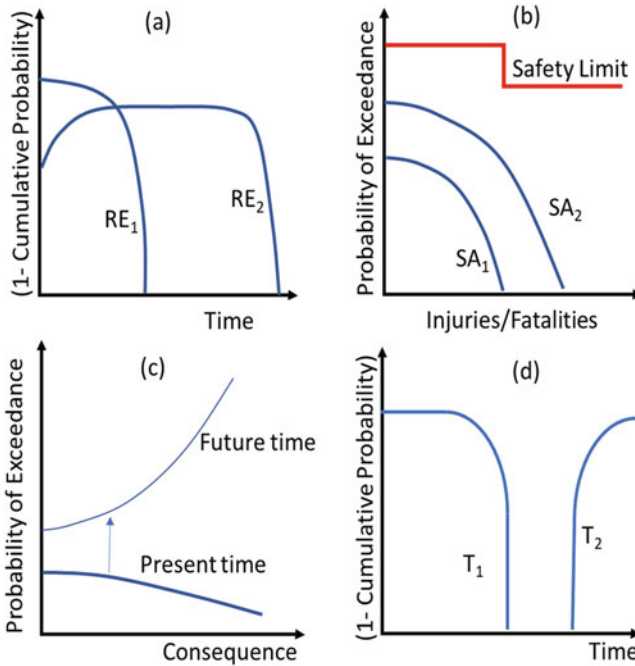 (a)
(1- Cumulative Probability)
RE1
RE2
Time
(b)
Probability of Exceedance
Safety Limit
SA1
SA2
Injuries/Fatalities
(c)
Probability of Exceedance
Future time
Present time
Consequence
(d)
(1- Cumulative Probability)
T1
T2
Time